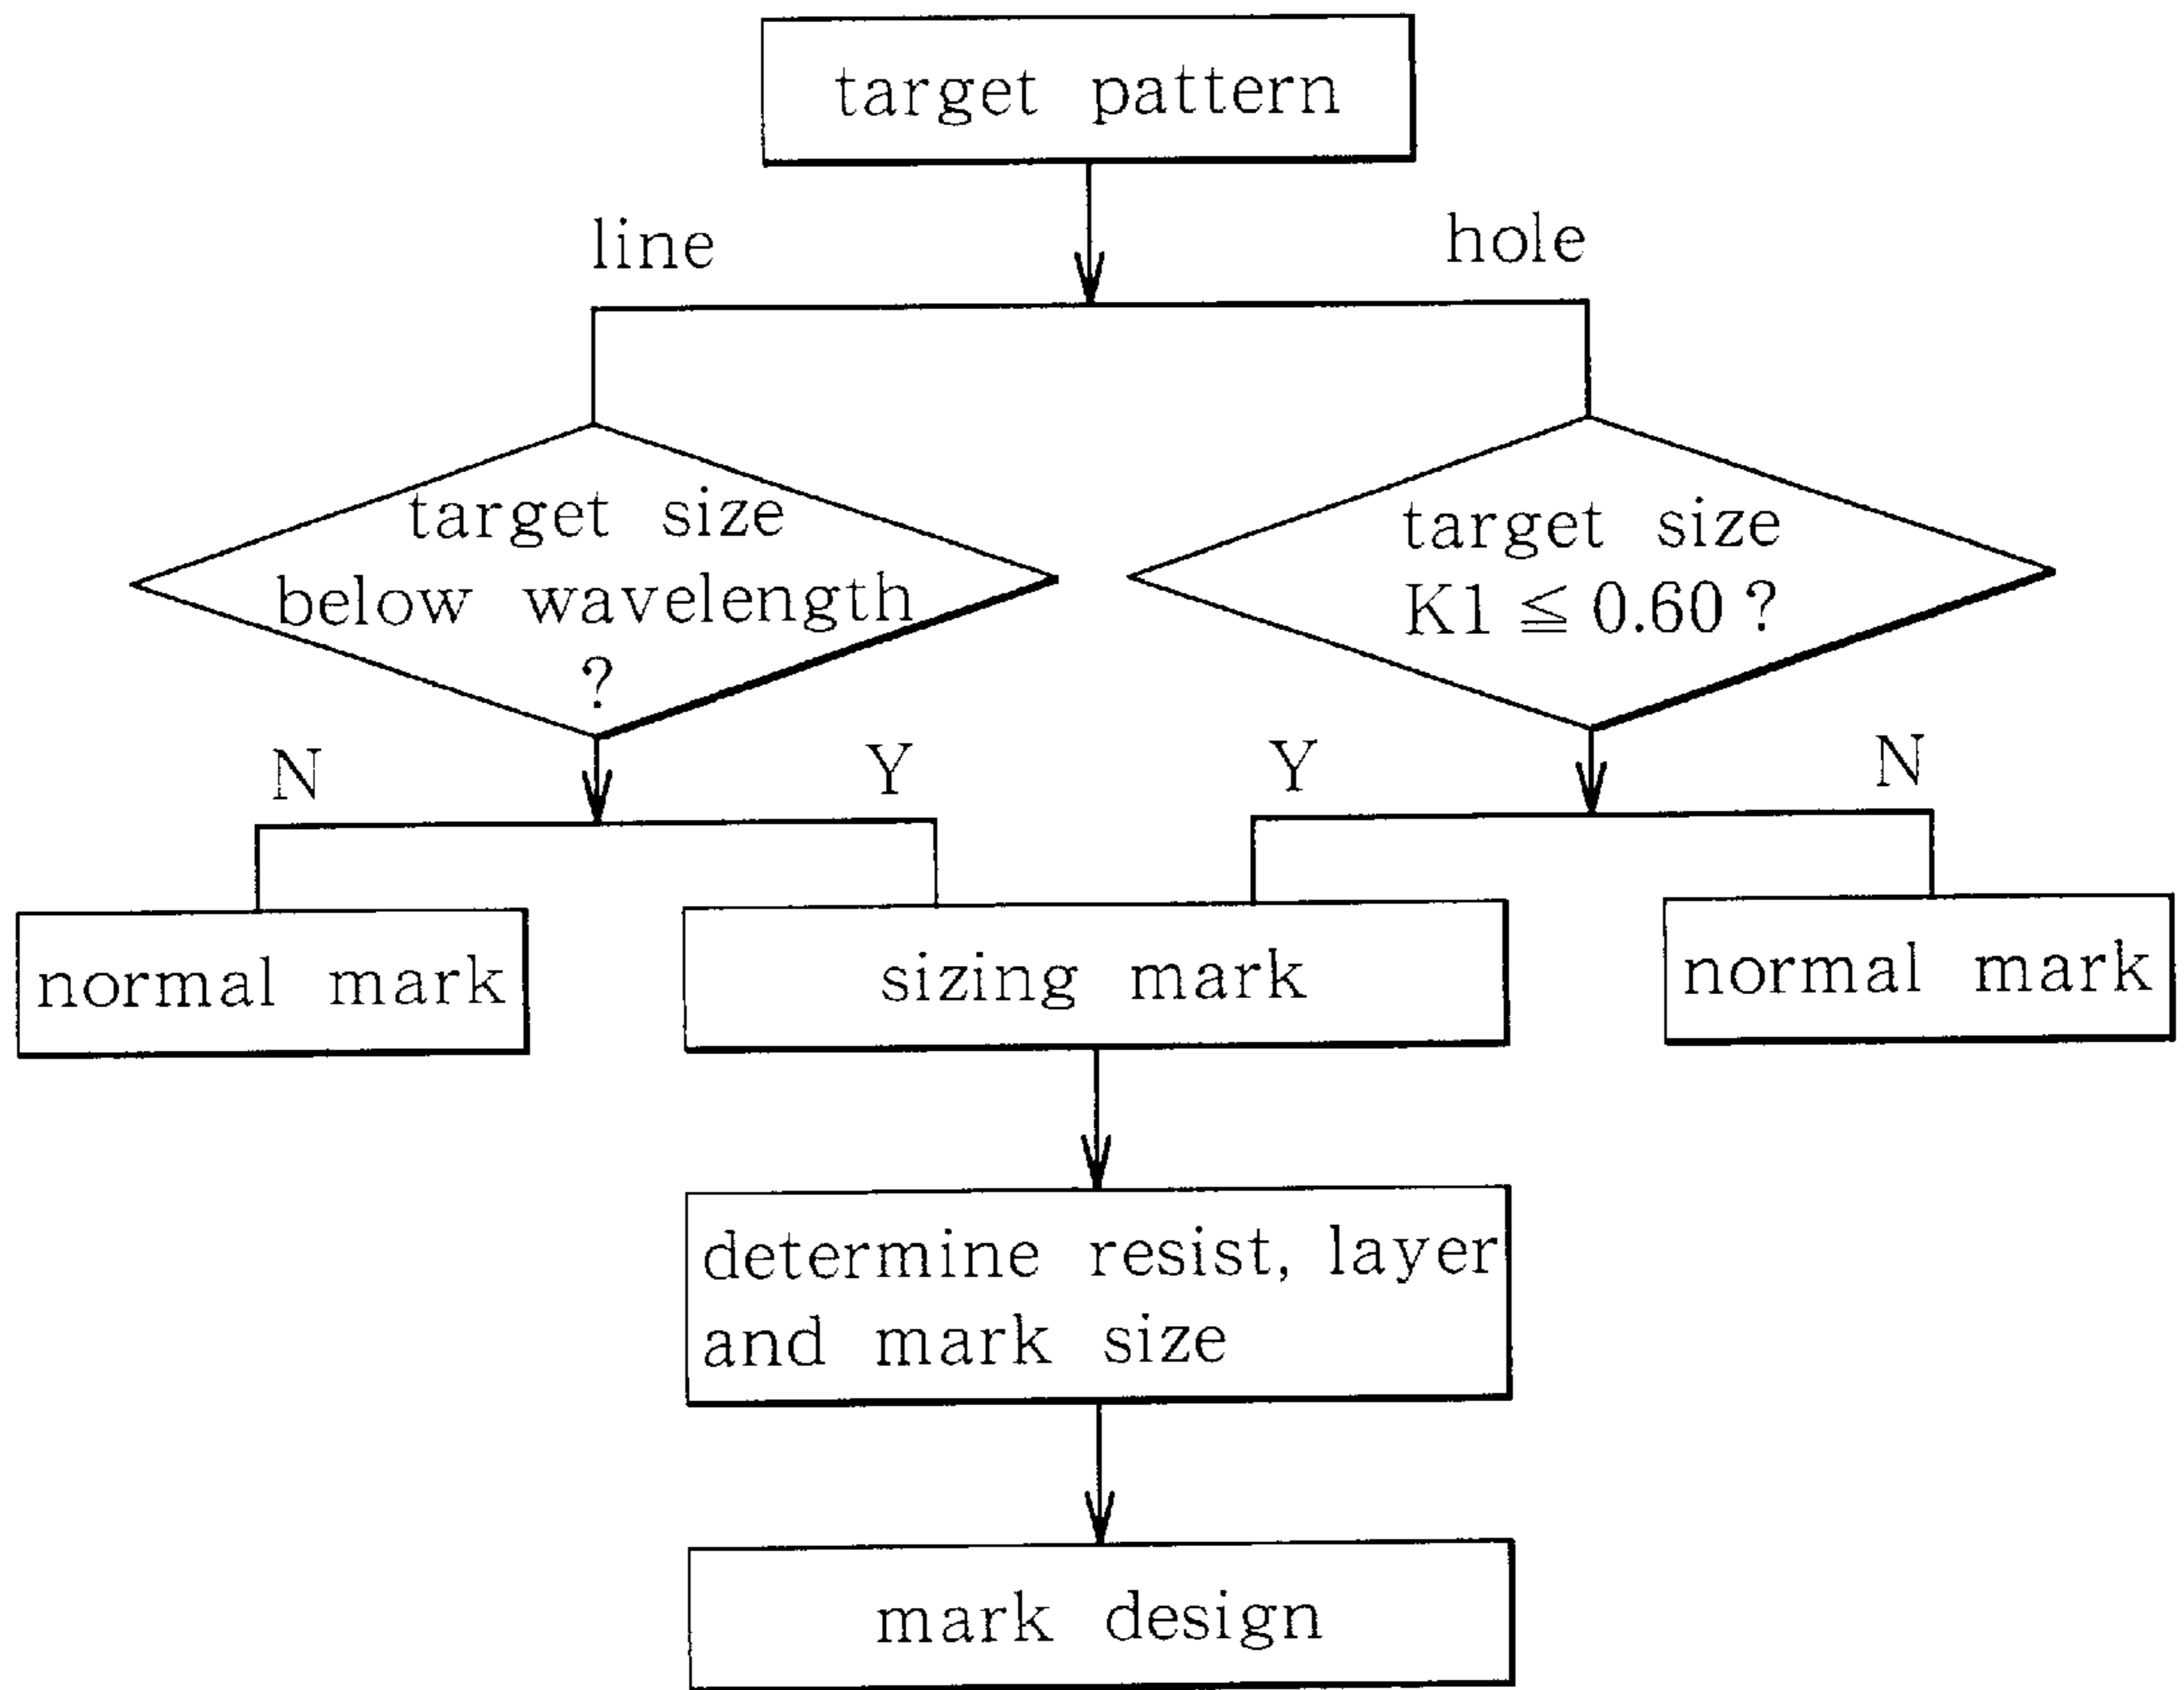 target pattern
line
hole
target size
below wavelength
?
target size
K1 ≦ 0.60 ?
N
Y
Y
N
normal mark
sizing mark
normal mark
determine resist, layer
and mark size
mark design